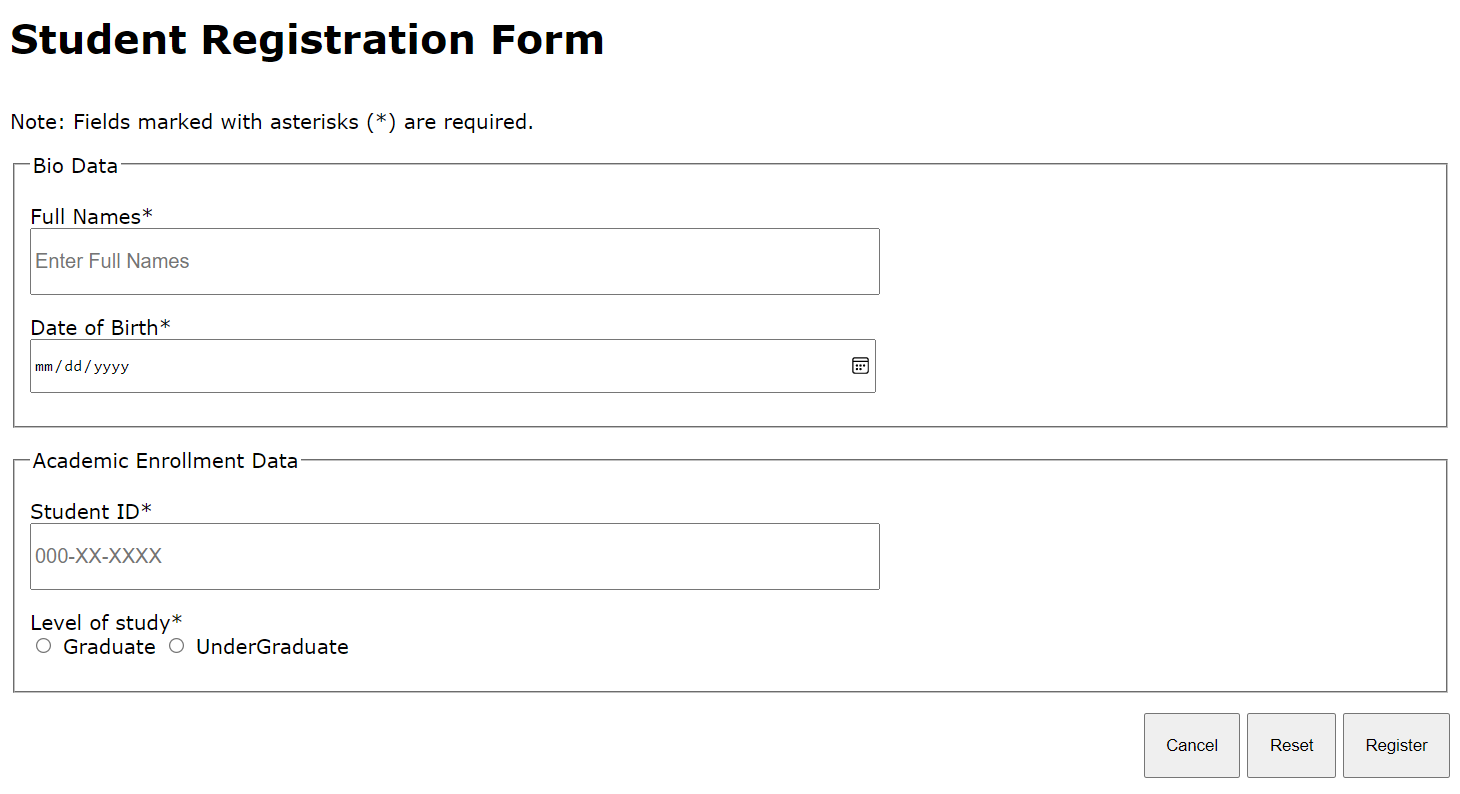 Student Registration Form
Note: Fields marked with asterisks (*) are required.
Bio Data
Full Names*
Enter Full Names
Date of Birth*
mm/dd/yyyy
Academic Enrollment Data
Student ID*
000-XX-XXXX
Level of study*
Graduate UnderGraduate
Cancel Reset Register